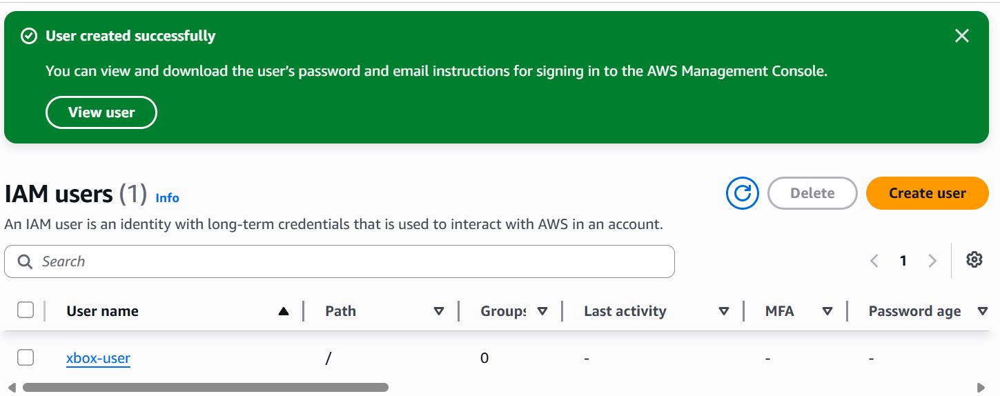 User created successfully
You can view and download the user's password and email instructions for signing in to the AWS Management Console.
View user
IAM users (1) Info
Delete
Create user
An IAM user is an identity with long-term credentials that is used to interact with AWS in an account.
Search
1
User name Path Groups Last activity MFA Password age
xbox-user / 0 - - -